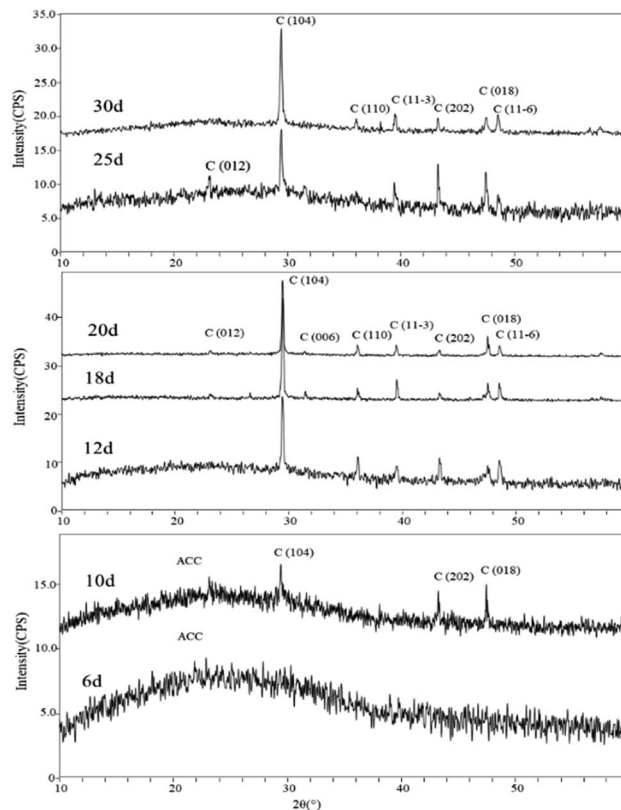 35.0
C (104)
30.0
30d
25.0
C (018)
C (11-3)
C (110)
C (202)
C (11-6)
20.0
Intensity(CPS)
15.0
25d
C (012)
10.0
5.0
0
10 20 30 40 50
C (104)
40
20d
C (018)
C (11-3)
C (012)
C (006)
C (110)
C (202)
C (11-6)
30
18d
Intensity(CPS)
20
12d
10
0
10 20 30 40 50
C (104)
ACC
C (018)
C (202)
15.0
10d
10.0
ACC
Intensity(CPS)
6d
5.0
0
10 20 30 40 50
2θ(°)